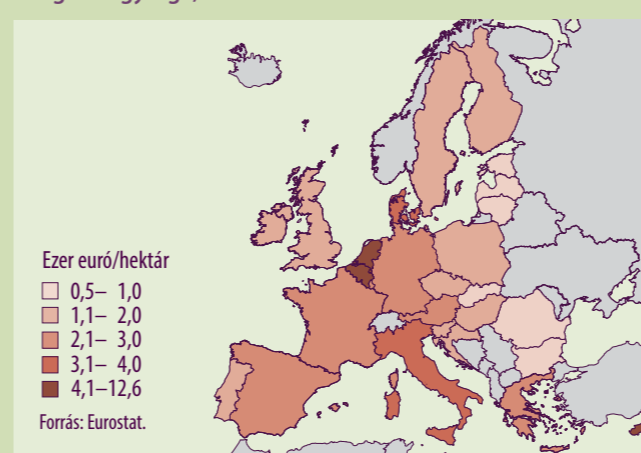 Ezer euró/hektár
0,5– 1,0
1,1– 2,0
2,1– 3,0
3,1– 4,0
4,1–12,6
Forrás: Eurostat.